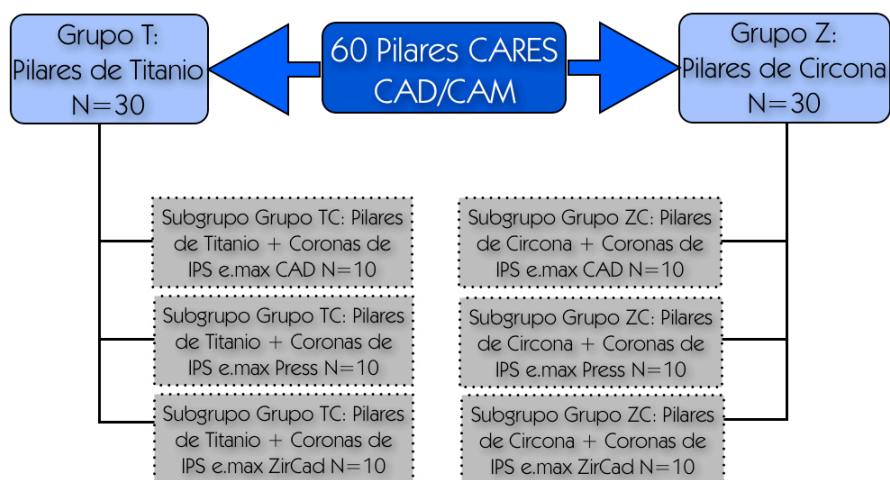 Grupo T:
Pilares de Titanio
N=30
60 Pilares CARES
CAD/CAM
Grupo Z:
Pilares de Circona
N=30
Subgrupo Grupo TC: Pilares
de Titanio + Coronas de
IPS e.max CAD N=10
Subgrupo Grupo TC: Pilares
de Titanio + Coronas de
IPS e.max Press N=10
Subgrupo Grupo TC: Pilares
de Titanio + Coronas de
IPS e.max ZirCad N=10
Subgrupo Grupo ZC: Pilares
de Circona + Coronas de
IPS e.max CAD N=10
Subgrupo Grupo ZC: Pilares
de Circona + Coronas de
IPS e.max Press N=10
Subgrupo Grupo ZC: Pilares
de Circona + Coronas de
IPS e.max ZirCad N=10